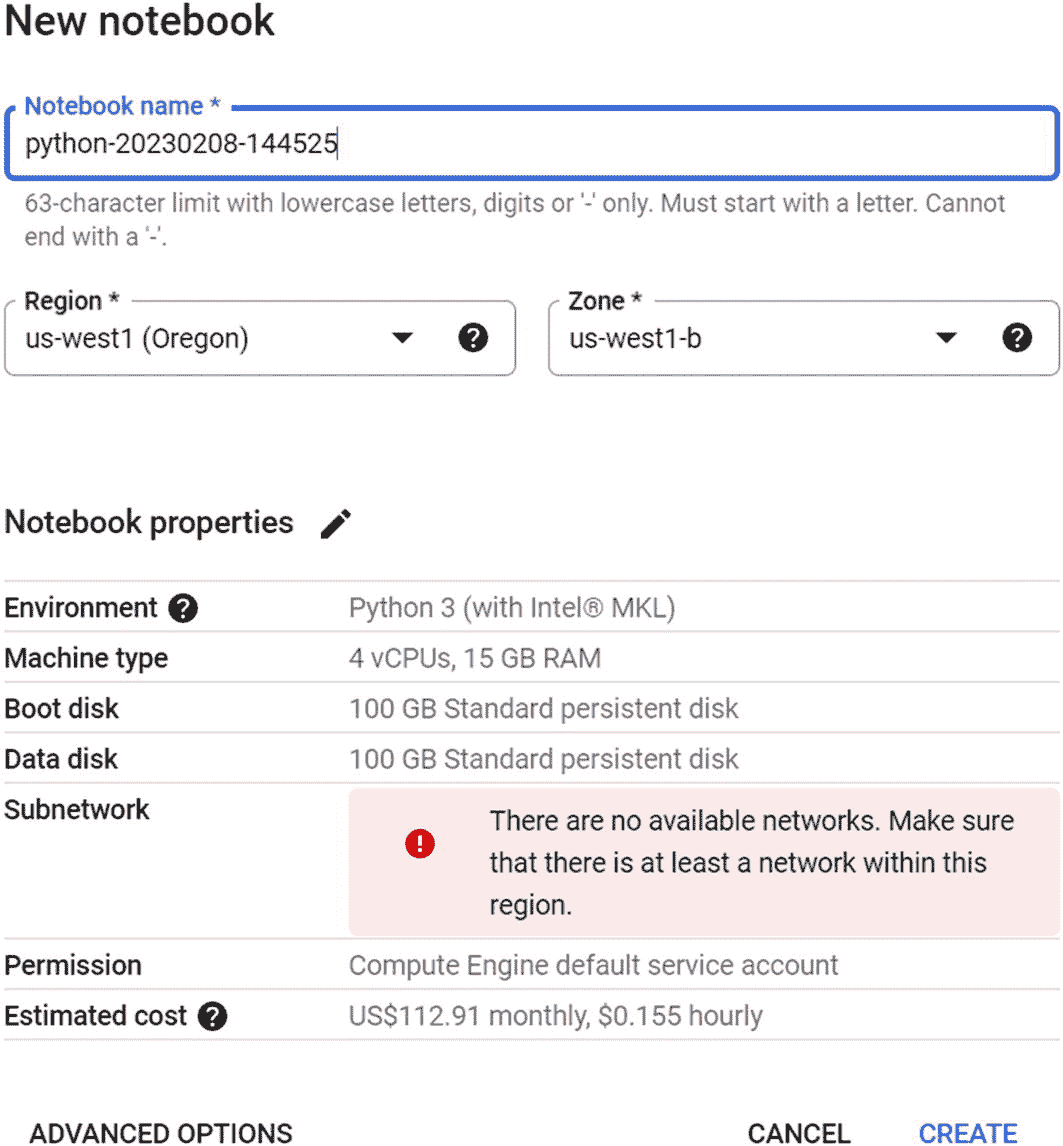 New notebook
Notebook name *
python-20230208-144525
63-character limit with lowercase letters, digits or '-' only. Must start with a letter. Cannot
end with a '-'.
Region *
us-west1 (Oregon)
Zone *
us-west1-b
Notebook properties
Environment
Python 3 (with Intel® MKL)
Machine type
4 vCPUs, 15 GB RAM
Boot disk
100 GB Standard persistent disk
Data disk
100 GB Standard persistent disk
Subnetwork
There are no available networks. Make sure
that there is at least a network within this
region.
Permission
Compute Engine default service account
Estimated cost
US$112.91 monthly, $0.155 hourly
ADVANCED OPTIONS
CANCEL
CREATE